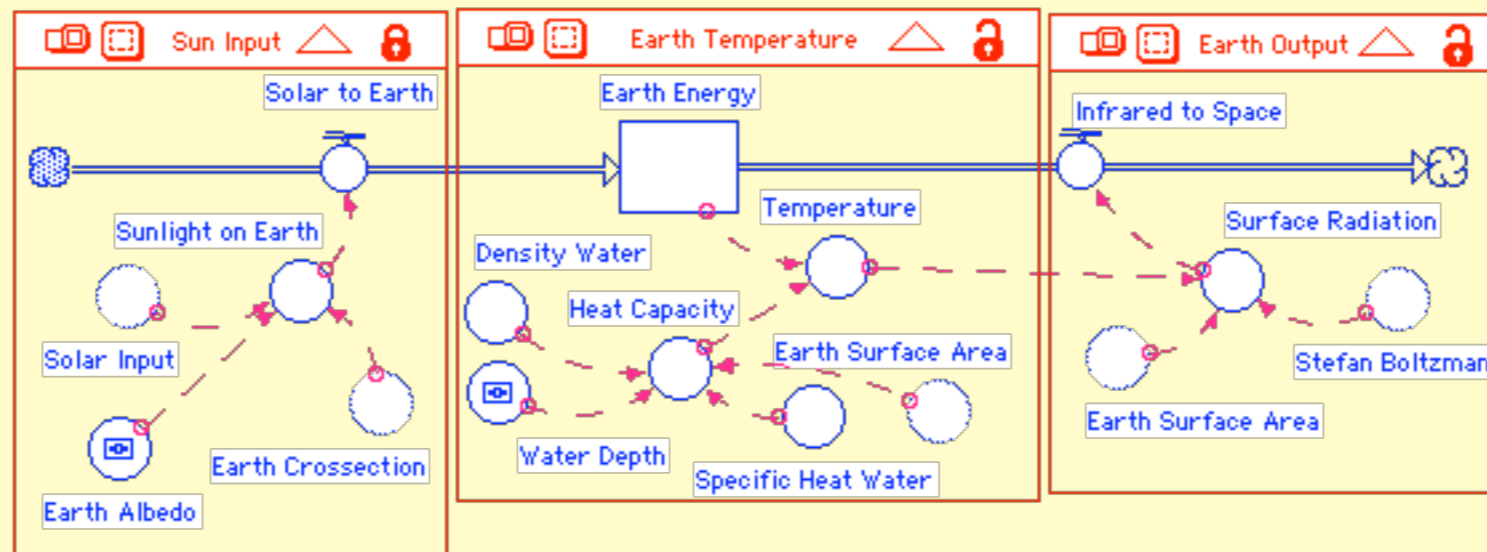 Sun Input
Solar to Earth
Sunlight on Earth
Solar Input
Earth Crossection
Earth Albedo
Earth Temperature
Earth Energy
Temperature
Density Water
Heat Capacity
Earth Surface Area
Water Depth
Specific Heat Water
Earth Output
Infrared to Space
Surface Radiation
Stefan Boltzman
Earth Surface Area